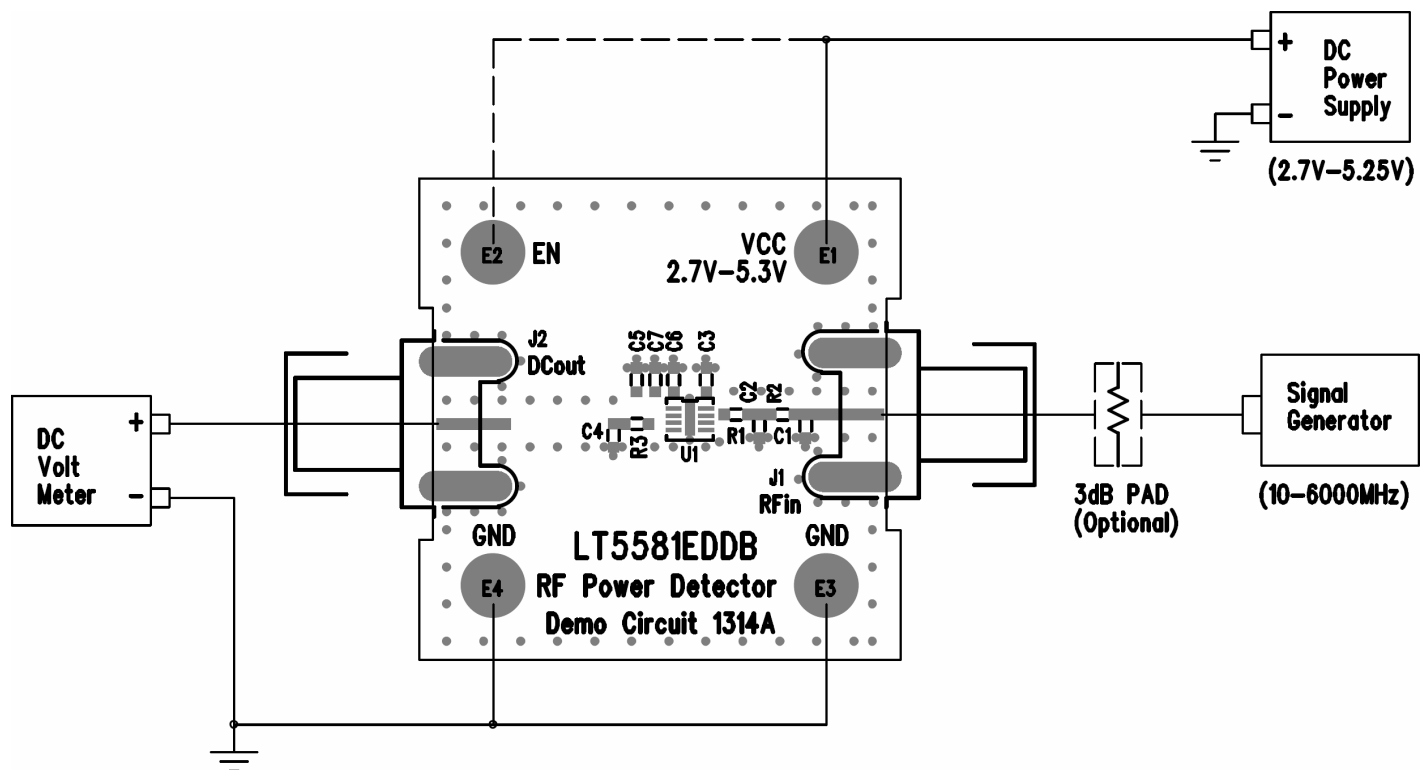 +
DC
Power
Supply
-
(2.7V-5.25V)
E2
EN
VCC
2.7V-5.3V
E1
J2
DCout
C5
C7
C6
C3
C2
R2
C4
R3
U1
R1
C1
J1
RFin
+
DC
Volt
Meter
-
Signal
Generator
(10-6000MHz)
3dB PAD
(Optional)
GND
GND
LT5581EDDB
E4
RF Power Detector
E3
Demo Circuit 1314A